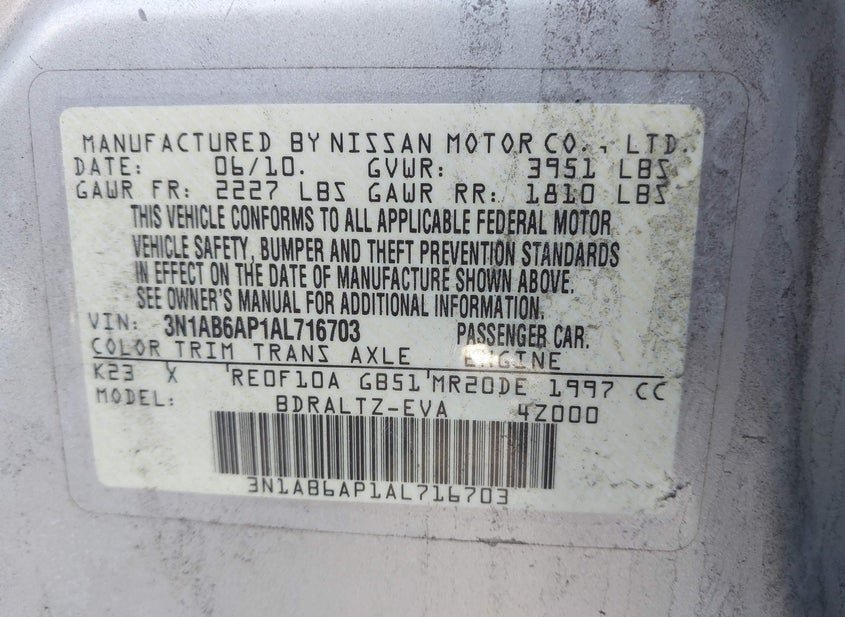 MANUFACTURED BY NISSAN MOTOR CO., LTD.
DATE: 06/10. GVWR: 3951 LBS
GAWR FR: 2227 LBS GAWR RR: 1810 LBS
THIS VEHICLE CONFORMS TO ALL APPLICABLE FEDERAL MOTOR
VEHICLE SAFETY, BUMPER AND THEFT PREVENTION STANDARDS
IN EFFECT ON THE DATE OF MANUFACTURE SHOWN ABOVE.
SEE OWNER'S MANUAL FOR ADDITIONAL INFORMATION.
VIN: 3N1AB6AP1AL716703 PASSENGER CAR.
COLOR TRIM TRANS AXLE ENGINE
K23 X RE0F10A GB51 MR20DE 1997 CC
MODEL: BDRALTZ-EVA 4Z000
3N1AB6AP1AL716703